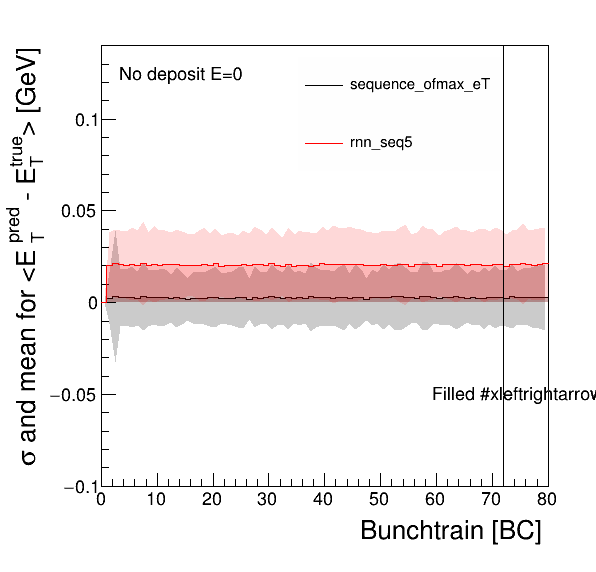 No deposit E=0
sequence_ofmax_eT
rnn_seq5
σ and mean for <E_T^pred - E_T^true> [GeV]
0.1
0.05
0
−0.05
−0.1
Filled #xleftrightarrow
0 10 20 30 40 50 60 70 80
Bunchtrain [BC]